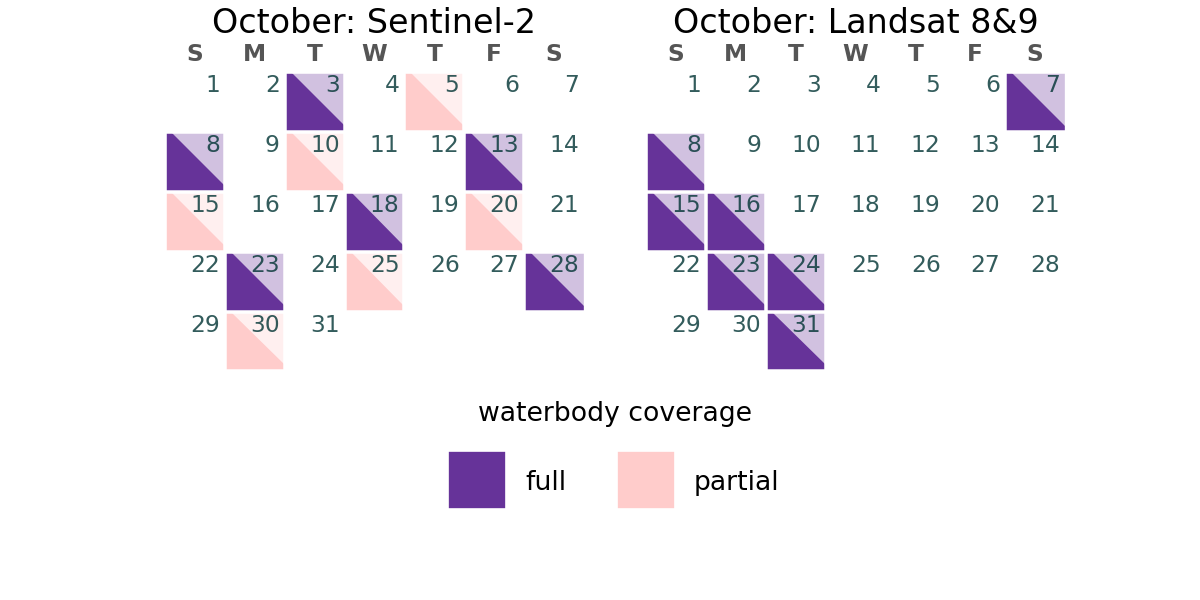 October: Sentinel-2
S M T W T F S
1 2 3 4 5 6 7
8 9 10 11 12 13 14
15 16 17 18 19 20 21
22 23 24 25 26 27 28
29 30 31
October: Landsat 8&9
S M T W T F S
1 2 3 4 5 6 7
8 9 10 11 12 13 14
15 16 17 18 19 20 21
22 23 24 25 26 27 28
29 30 31
waterbody coverage
full
partial